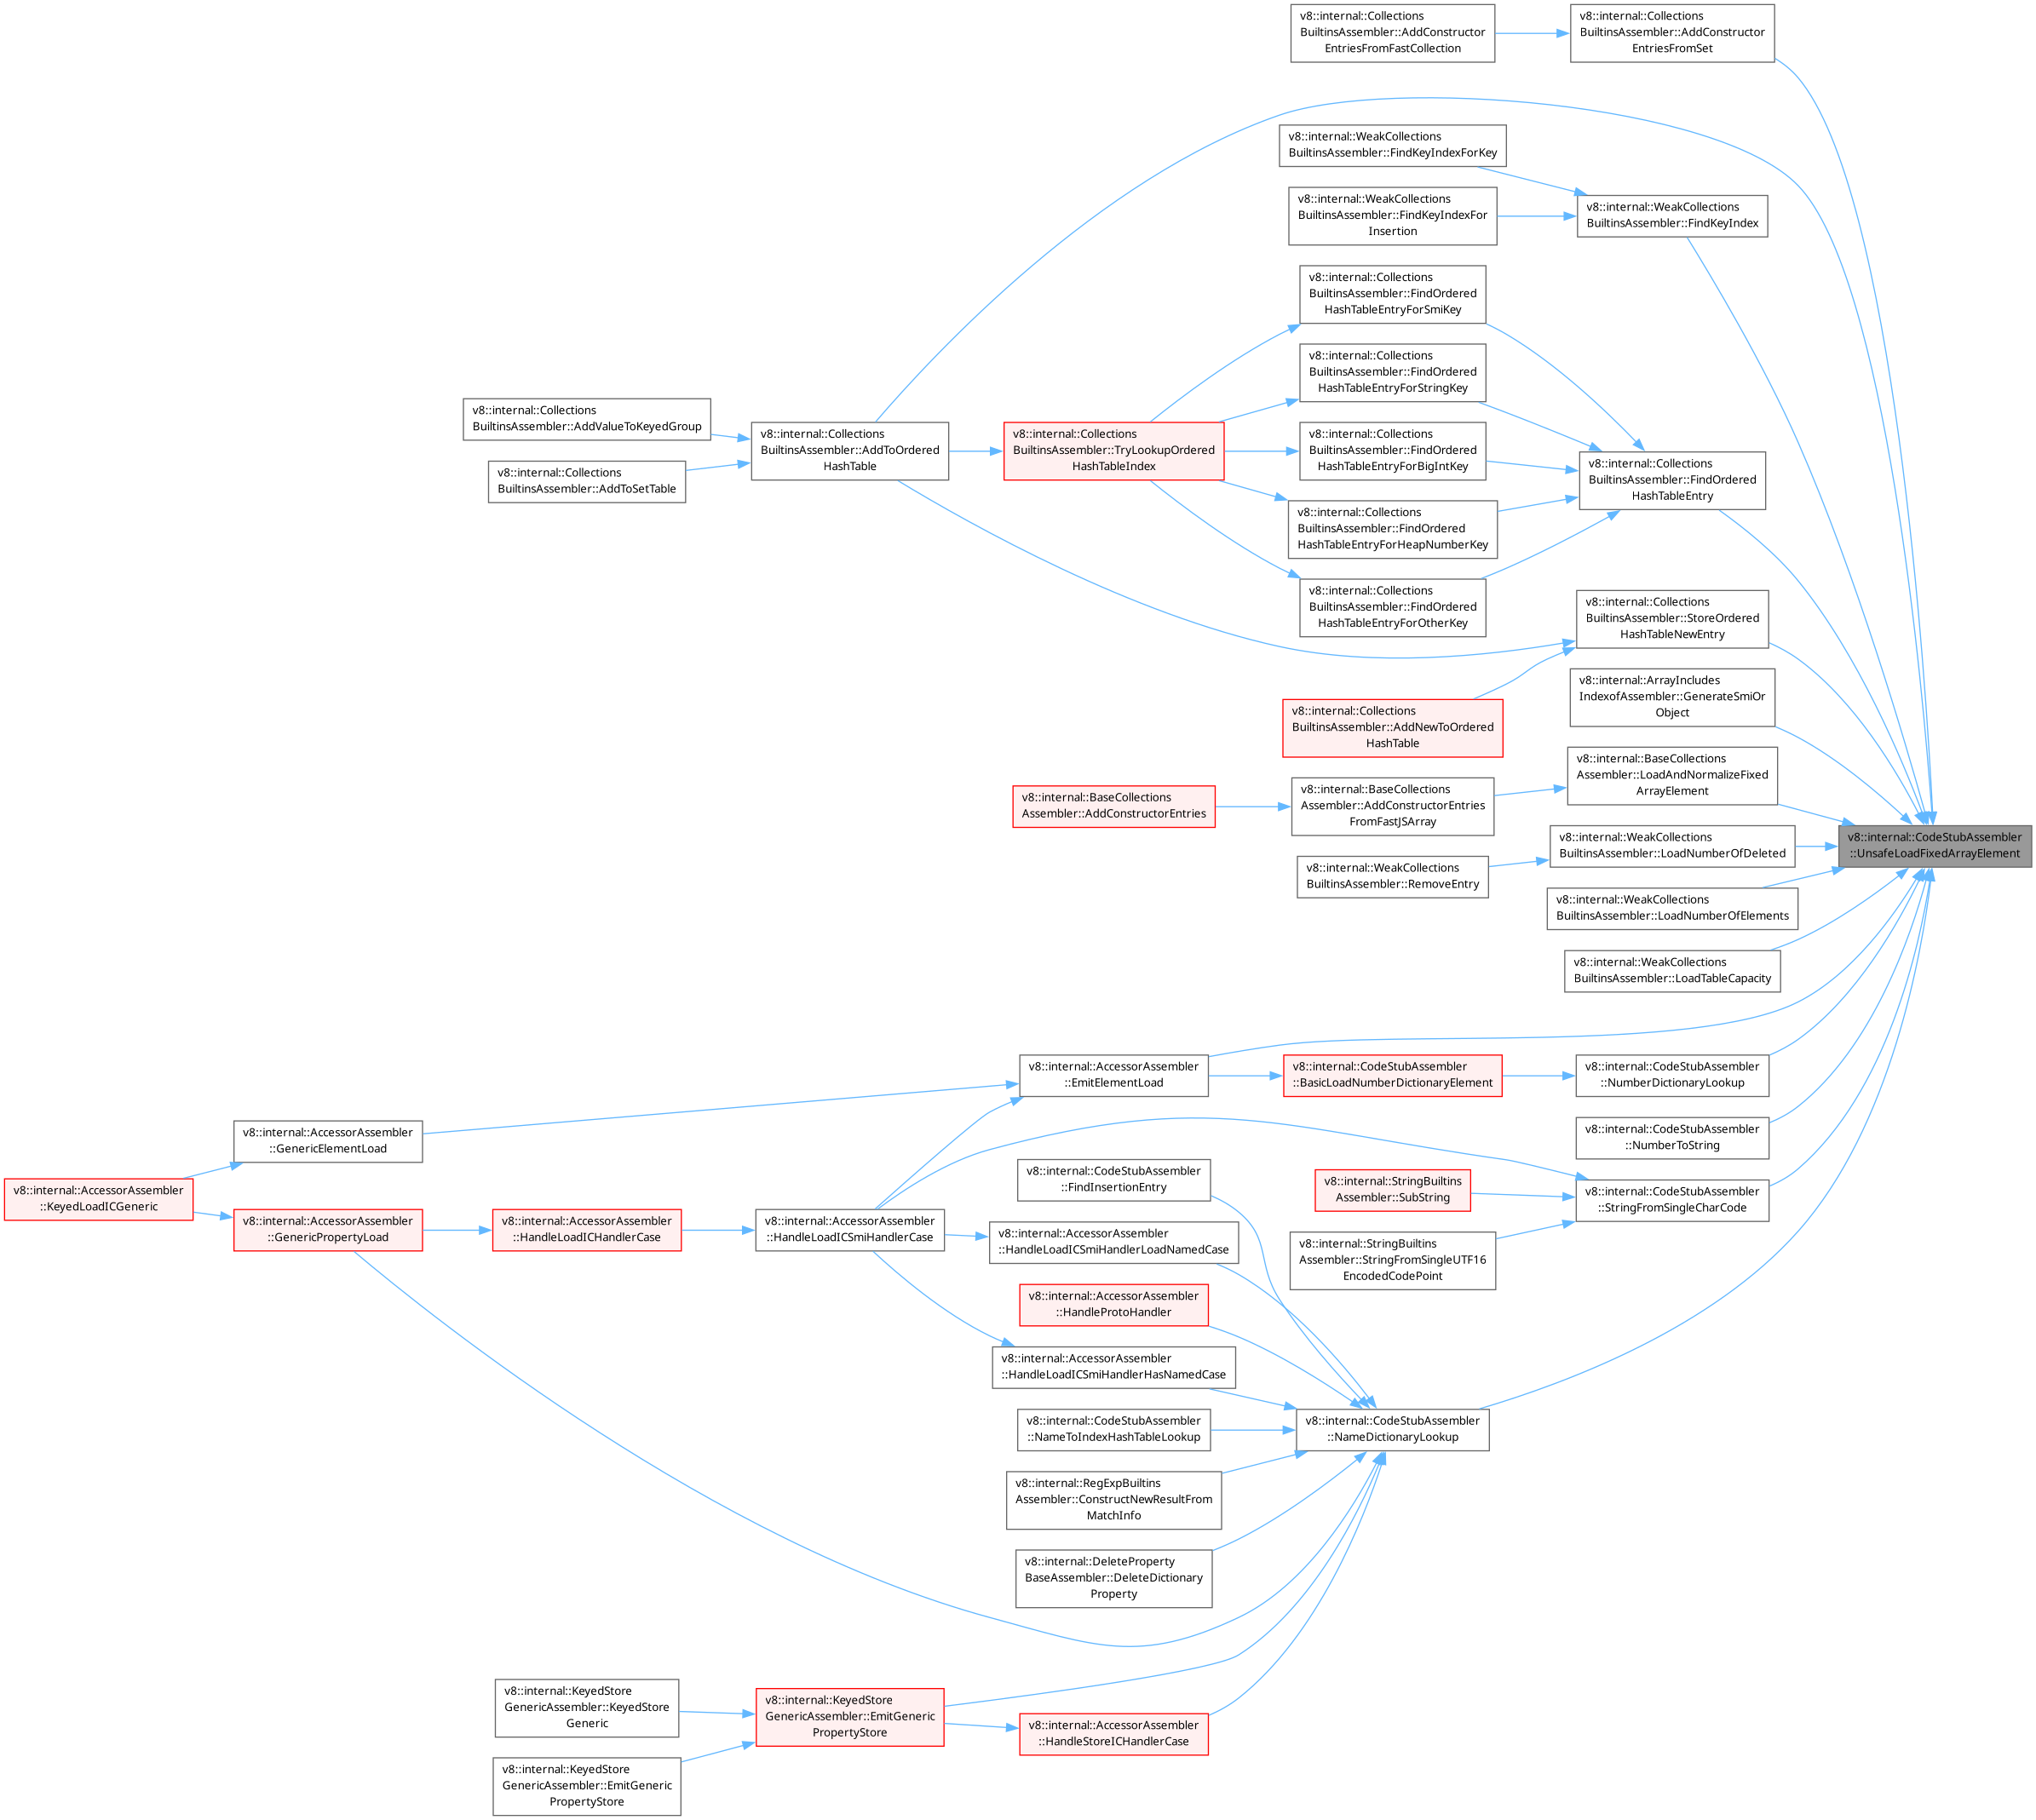 v8::internal::Collections
BuiltinsAssembler::AddConstructor
EntriesFromFastCollection
v8::internal::Collections
BuiltinsAssembler::AddConstructor
EntriesFromSet
v8::internal::WeakCollections
BuiltinsAssembler::FindKeyIndexForKey
v8::internal::WeakCollections
BuiltinsAssembler::FindKeyIndexFor
Insertion
v8::internal::WeakCollections
BuiltinsAssembler::FindKeyIndex
v8::internal::Collections
BuiltinsAssembler::FindOrdered
HashTableEntryForSmiKey
v8::internal::Collections
BuiltinsAssembler::FindOrdered
HashTableEntryForStringKey
v8::internal::Collections
BuiltinsAssembler::AddValueToKeyedGroup
v8::internal::Collections
BuiltinsAssembler::AddToSetTable
v8::internal::Collections
BuiltinsAssembler::AddToOrdered
HashTable
v8::internal::Collections
BuiltinsAssembler::TryLookupOrdered
HashTableIndex
v8::internal::Collections
BuiltinsAssembler::FindOrdered
HashTableEntryForBigIntKey
v8::internal::Collections
BuiltinsAssembler::FindOrdered
HashTableEntry
v8::internal::Collections
BuiltinsAssembler::FindOrdered
HashTableEntryForHeapNumberKey
v8::internal::Collections
BuiltinsAssembler::FindOrdered
HashTableEntryForOtherKey
v8::internal::Collections
BuiltinsAssembler::StoreOrdered
HashTableNewEntry
v8::internal::Collections
BuiltinsAssembler::AddNewToOrdered
HashTable
v8::internal::ArrayIncludes
IndexofAssembler::GenerateSmiOr
Object
v8::internal::BaseCollections
Assembler::AddConstructorEntries
v8::internal::BaseCollections
Assembler::AddConstructorEntries
FromFastJSArray
v8::internal::BaseCollections
Assembler::LoadAndNormalizeFixed
ArrayElement
v8::internal::WeakCollections
BuiltinsAssembler::RemoveEntry
v8::internal::WeakCollections
BuiltinsAssembler::LoadNumberOfDeleted
v8::internal::CodeStubAssembler
::UnsafeLoadFixedArrayElement
v8::internal::WeakCollections
BuiltinsAssembler::LoadNumberOfElements
v8::internal::WeakCollections
BuiltinsAssembler::LoadTableCapacity
v8::internal::AccessorAssembler
::EmitElementLoad
v8::internal::CodeStubAssembler
::BasicLoadNumberDictionaryElement
v8::internal::CodeStubAssembler
::NumberDictionaryLookup
v8::internal::AccessorAssembler
::GenericElementLoad
v8::internal::CodeStubAssembler
::NumberToString
v8::internal::AccessorAssembler
::KeyedLoadICGeneric
v8::internal::AccessorAssembler
::GenericPropertyLoad
v8::internal::AccessorAssembler
::HandleLoadICHandlerCase
v8::internal::AccessorAssembler
::HandleLoadICSmiHandlerCase
v8::internal::CodeStubAssembler
::FindInsertionEntry
v8::internal::StringBuiltins
Assembler::SubString
v8::internal::CodeStubAssembler
::StringFromSingleCharCode
v8::internal::AccessorAssembler
::HandleLoadICSmiHandlerLoadNamedCase
v8::internal::StringBuiltins
Assembler::StringFromSingleUTF16
EncodedCodePoint
v8::internal::AccessorAssembler
::HandleProtoHandler
v8::internal::AccessorAssembler
::HandleLoadICSmiHandlerHasNamedCase
v8::internal::CodeStubAssembler
::NameToIndexHashTableLookup
v8::internal::CodeStubAssembler
::NameDictionaryLookup
v8::internal::RegExpBuiltins
Assembler::ConstructNewResultFrom
MatchInfo
v8::internal::DeleteProperty
BaseAssembler::DeleteDictionary
Property
v8::internal::KeyedStore
GenericAssembler::KeyedStore
Generic
v8::internal::KeyedStore
GenericAssembler::EmitGeneric
PropertyStore
v8::internal::AccessorAssembler
::HandleStoreICHandlerCase
v8::internal::KeyedStore
GenericAssembler::EmitGeneric
PropertyStore